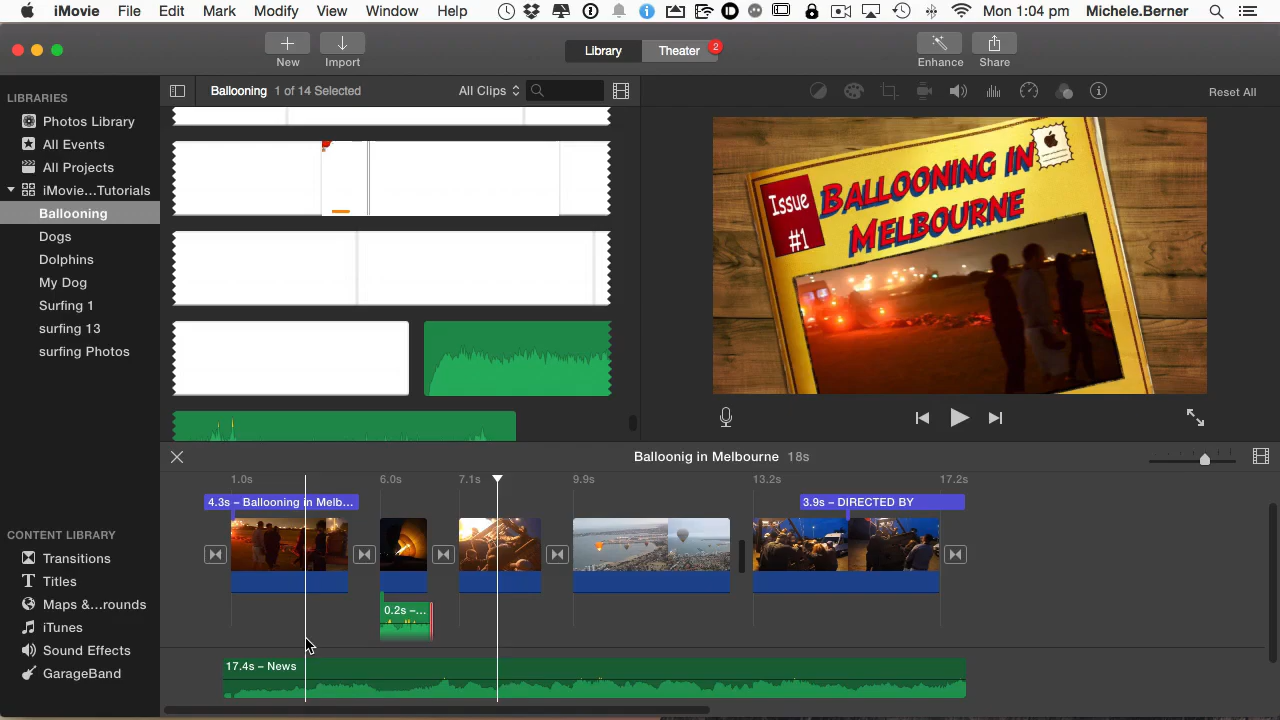 iMovie File Edit Mark Modify View Window Help Mon 1:04 pm Michele.Berner
New Import Library Theater 2 Enhance Share
LIBRARIES
Photos Library
All Events
All Projects
iMovie...Tutorials
Ballooning
Dogs
Dolphins
My Dog
Surfing 1
surfing 13
surfing Photos
CONTENT LIBRARY
Transitions
Titles
Maps &...rounds
iTunes
Sound Effects
GarageBand
Ballooning 1 of 14 Selected All Clips
Reset All
Issue
#1
BALLOONING IN
MELBOURNE
Balloonig in Melbourne 18s
1.0s 6.0s 7.1s 9.9s 13.2s 17.2s
4.3s – Ballooning in Melb... 3.9s – DIRECTED BY
0.2s –...
17.4s – News